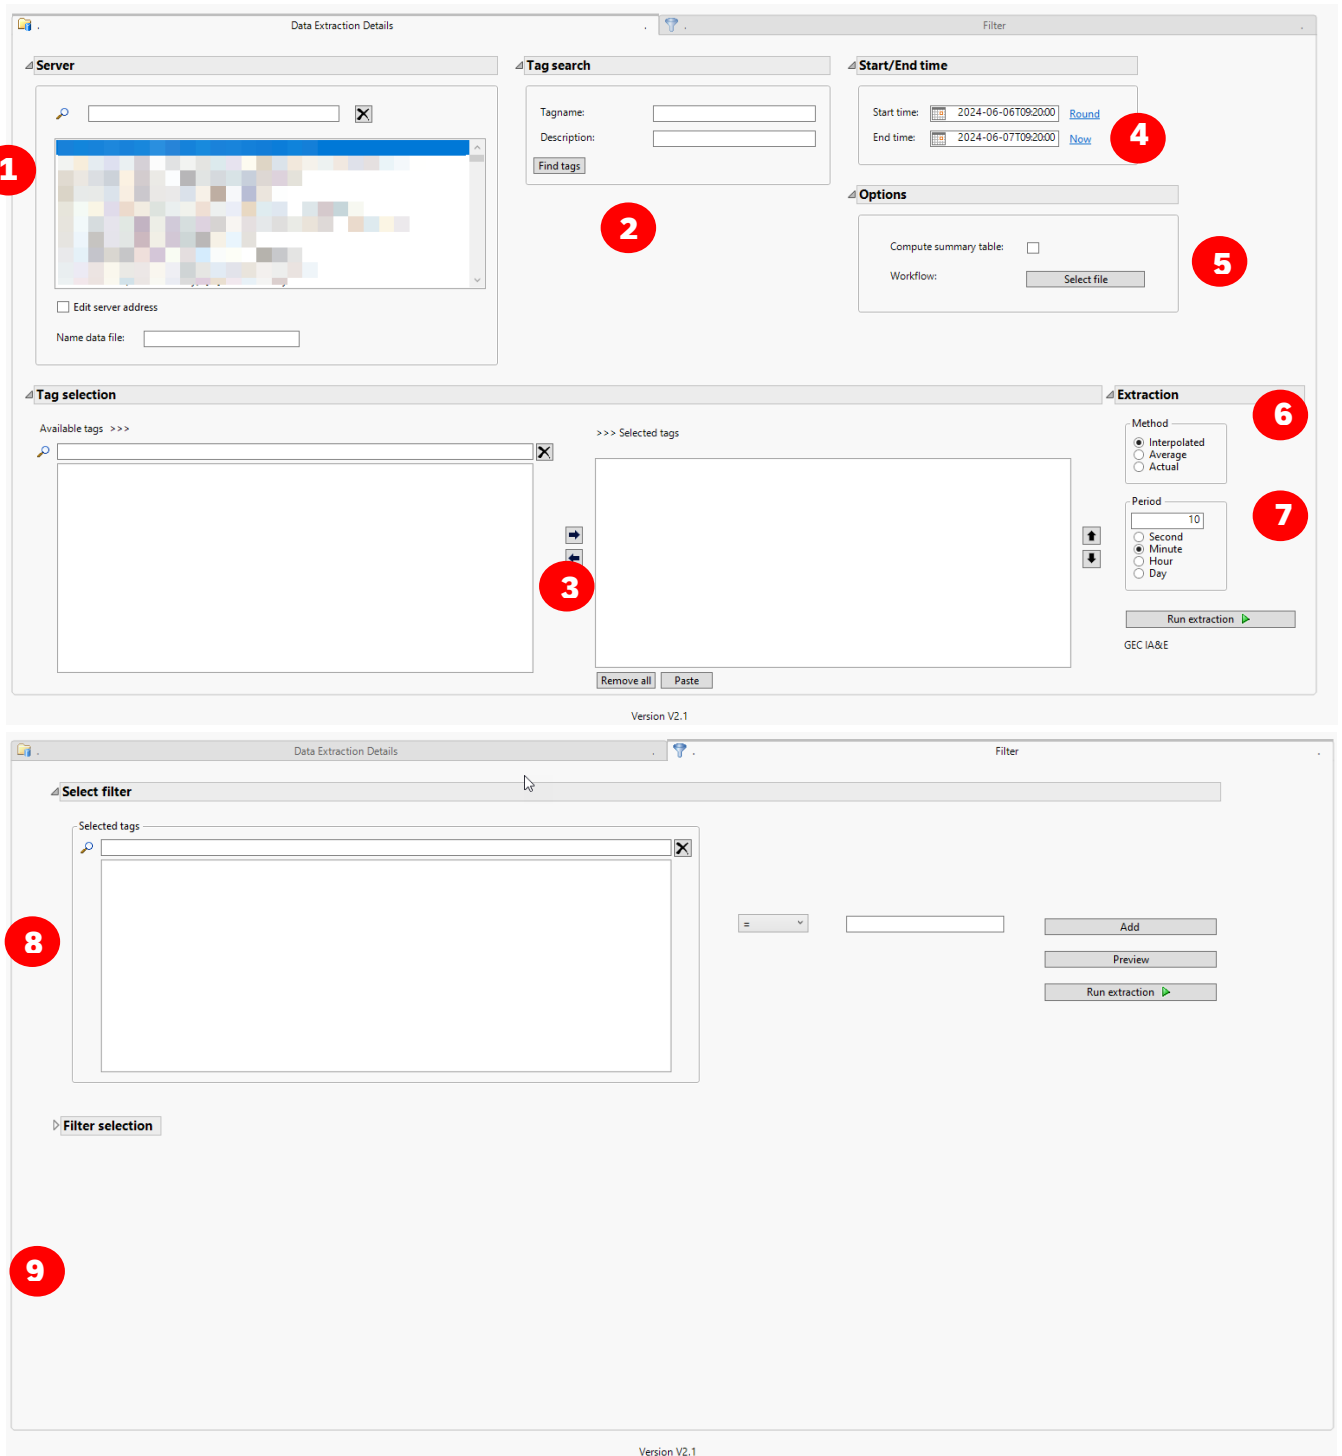 Data Extraction Details
Filter
Server
1
Edit server address
Name data file:
Tag search
Tagname:
Description:
Find tags
2
Start/End time
Start time: 2024-06-06T09:20:00 Round
End time: 2024-06-07T09:20:00 Now
4
Options
Compute summary table:
Workflow: Select file
5
Tag selection
Available tags >>>
>>> Selected tags
3
Remove all Paste
Extraction
6
Method
Interpolated
Average
Actual
Period
7
10
Second
Minute
Hour
Day
Run extraction
GEC IA&E
Version V2.1
Data Extraction Details
Filter
Select filter
Selected tags
8
=
Add
Preview
Run extraction
Filter selection
9
Version V2.1